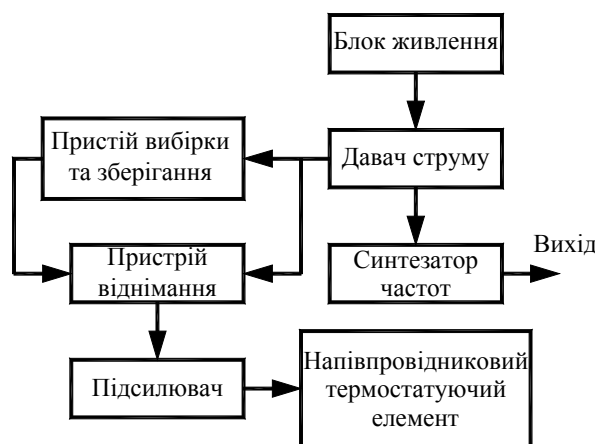 Блок живлення
Пристій вибірки
та зберігання
Давач струму
Пристрій
віднімання
Синтезатор
частот
Вихід
Підсилювач
Напівпровідниковий
термостатуючий
елемент